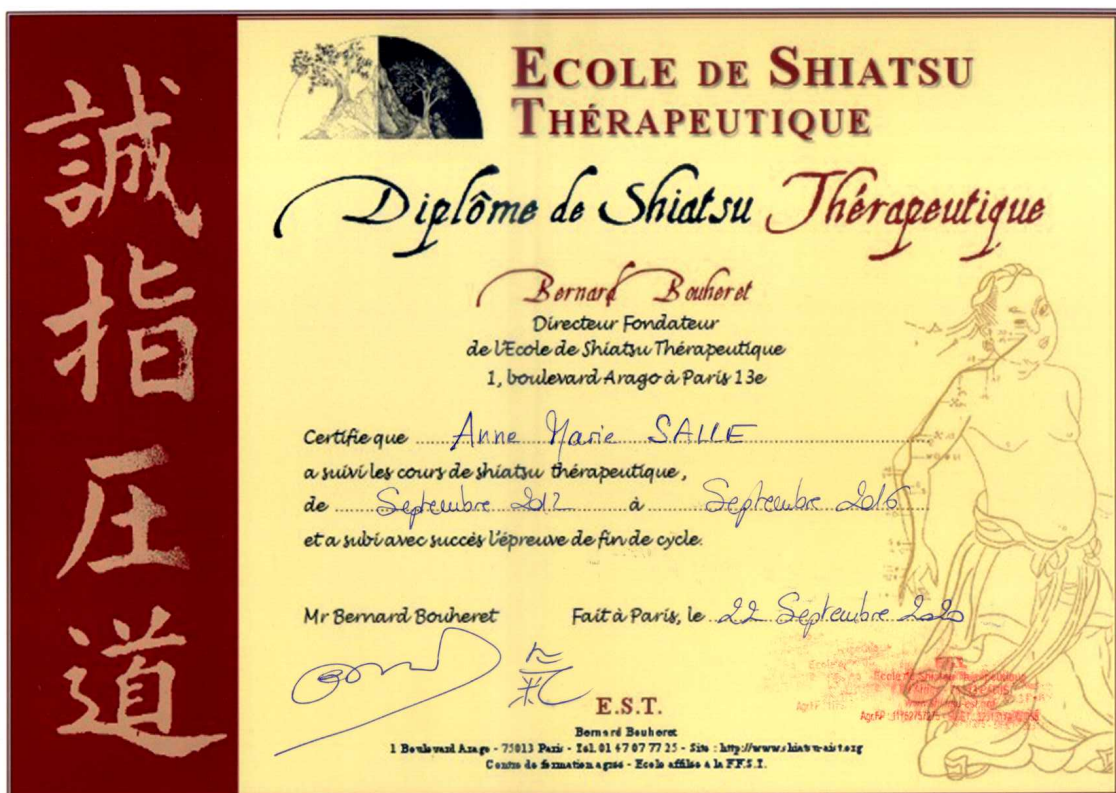 誠指圧道
ECOLE DE SHIATSU
THÉRAPEUTIQUE
Diplôme de Shiatsu Thérapeutique
Bernard Bouheret
Directeur Fondateur
de l'Ecole de Shiatsu Thérapeutique
1, boulevard Arago à Paris 13e
Certifie que Anne Marie SALLE
a suivi les cours de shiatsu thérapeutique,
de Septembre 2012 à Septembre 2016
et a subi avec succès l'épreuve de fin de cycle.
Mr Bernard Bouheret Fait à Paris, le 22 Septembre 2020
E.S.T.
Bernard Bouheret
1 Boulevard Arago - 75013 Paris - Tél. 01 47 07 77 25 - Site : http://www.shiatsu-aist.org
Centre de formation agréé - Ecole affiliée à la F.F.S.T.